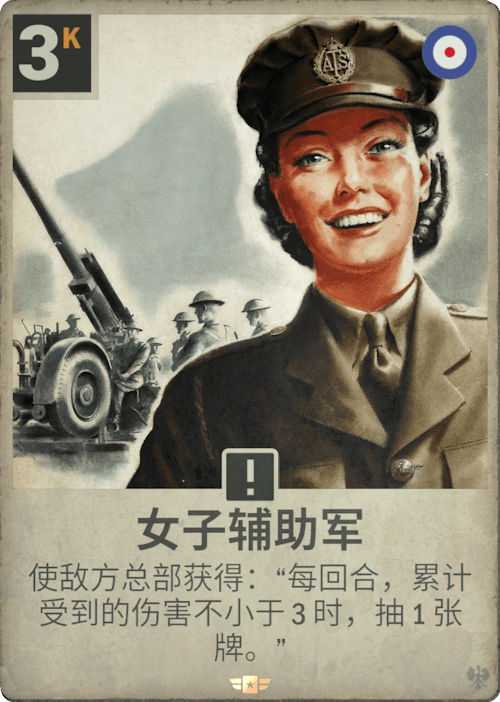 3K
ATS
!
女子辅助军
使敌方总部获得：“每回合，累计
受到的伤害不小于 3 时，抽 1 张
牌。”